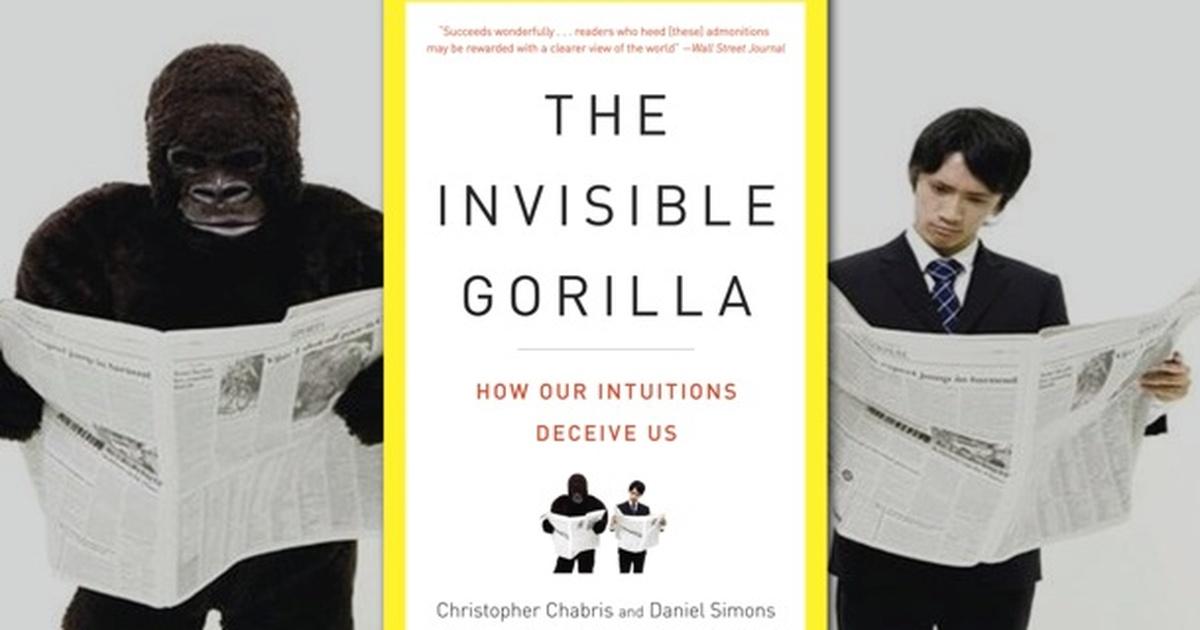 "Succeeds wonderfully . . . readers who heed [these] admonitions
may be rewarded with a clearer view of the world" —Wall Street Journal
THE
INVISIBLE
GORILLA
HOW OUR INTUITIONS
DECEIVE US
Christopher Chabris and Daniel Simons